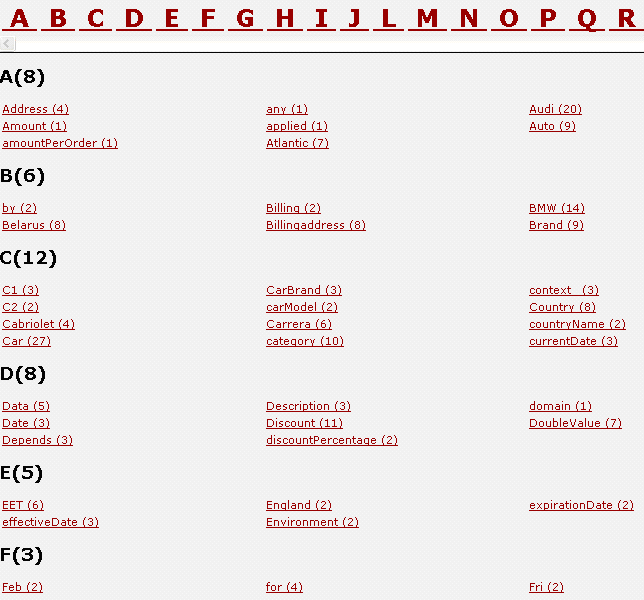 A B C D E F G H I J L M N O P Q R
A(8)
Address (4) any (1) Audi (20)
Amount (1) applied (1) Auto (9)
amountPerOrder (1) Atlantic (7)
B(6)
by (2) Billing (2) BMW (14)
Belarus (8) Billingaddress (8) Brand (9)
C(12)
C1 (3) CarBrand (3) context_ (3)
C2 (2) carModel (2) Country (8)
Cabriolet (4) Carrera (6) countryName (2)
Car (27) category (10) currentDate (3)
D(8)
Data (5) Description (3) domain (1)
Date (3) Discount (11) DoubleValue (7)
Depends (3) discountPercentage (2)
E(5)
EET (6) England (2) expirationDate (2)
effectiveDate (3) Environment (2)
F(3)
Feb (2) for (4) Fri (2)